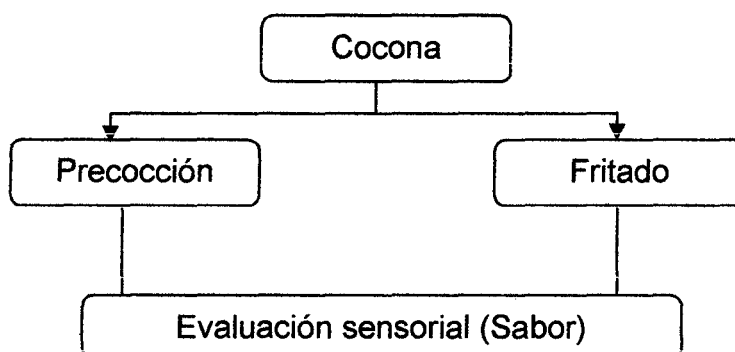 Cocona
Precocción
Fritado
Evaluación sensorial (Sabor)